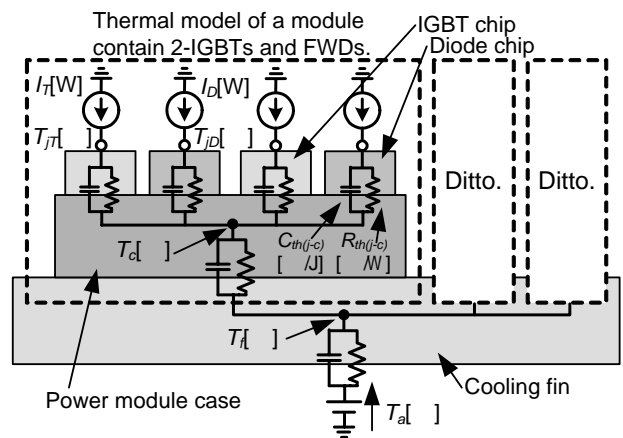 Thermal model of a module
contain 2-IGBTs and FWDs.
IGBT chip
Diode chip
I_T[W]
I_D[W]
T_jT[ ]
T_jD[ ]
Ditto.
Ditto.
T_c[ ]
C_th(j-c)
[ /J]
R_th(j-c)
[ /W]
T_f[ ]
Power module case
Cooling fin
T_a[ ]